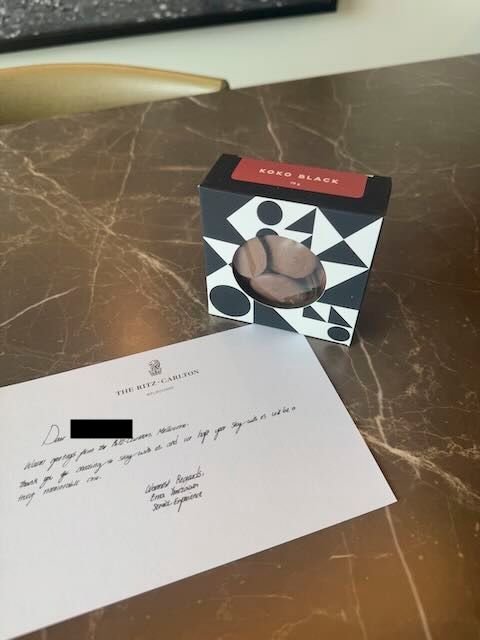 KOKO BLACK
75 g
THE RITZ-CARLTON
MELBOURNE
Dear
Warm greetings from the Ritz-Carlton, Melbourne.
Thank you for choosing to stay with us and we hope your stay with us will be a
truly memorable one.
Warmest Regards,
Service Experience